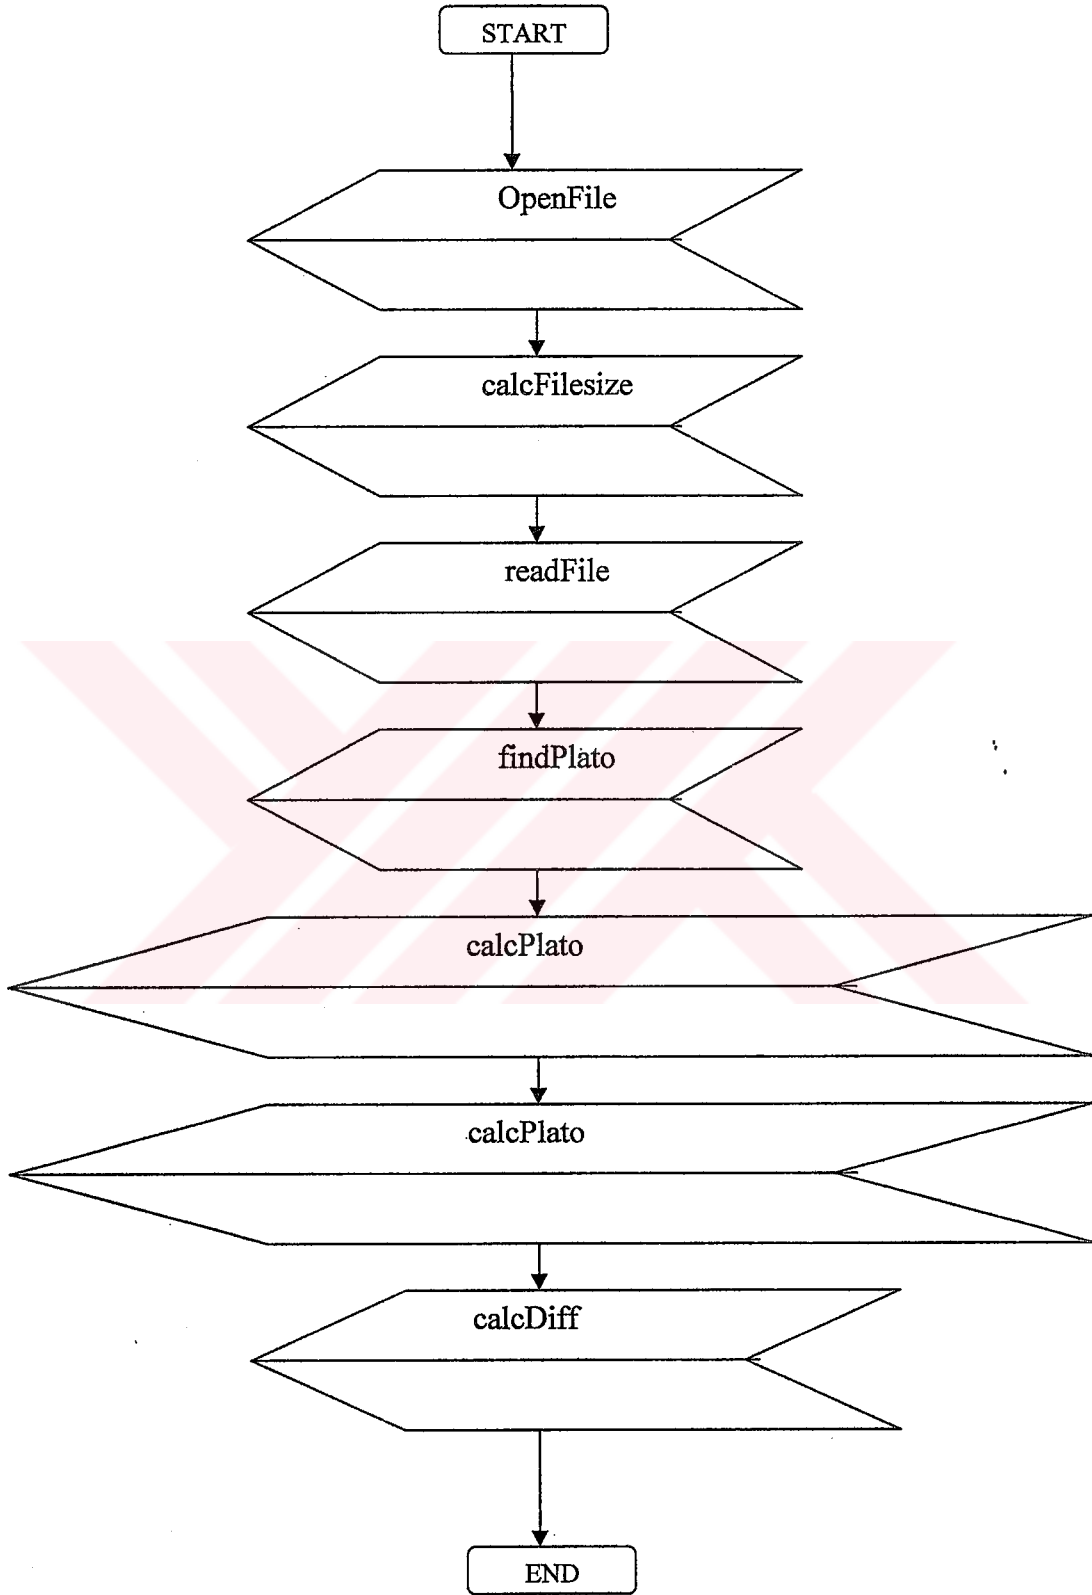 START
OpenFile
calcFilesize
readFile
findPlato
calcPlato
calcPlato
calcDiff
END